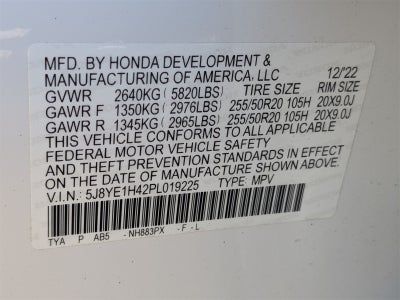 MFD. BY HONDA DEVELOPMENT &
MANUFACTURING OF AMERICA, LLC 12/'22
GVWR 2640KG (5820LBS) TIRE SIZE RIM SIZE
GAWR F 1350KG (2976LBS) 255/50R20 105H 20X9.0J
GAWR R 1345KG (2965LBS) 255/50R20 105H 20X9.0J
THIS VEHICLE CONFORMS TO ALL APPLICABLE
FEDERAL MOTOR VEHICLE SAFETY
AND THEFT PREVENTION STANDARDS IN EFFECT
ON THE DATE OF MANUFACTURE SHOWN ABOVE.
V.I.N.: 5J8YE1H42PL019225 TYPE: MPV
TYA P AB5 - NH883PX - F - L